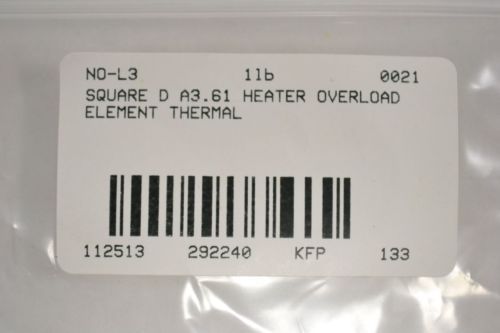 NO-L3 1lb 0021
SQUARE D A3.61 HEATER OVERLOAD
ELEMENT THERMAL
112513 292240 KFP 133